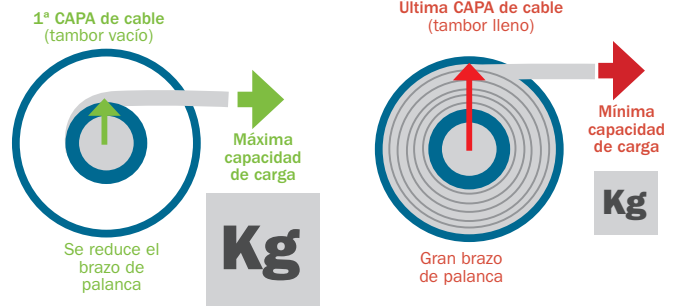 1ª CAPA de cable
(tambor vacío)
Máxima
capacidad
de carga
Kg
Se reduce el
brazo de
palanca
Ultima CAPA de cable
(tambor lleno)
Mínima
capacidad
de carga
Kg
Gran brazo
de palanca